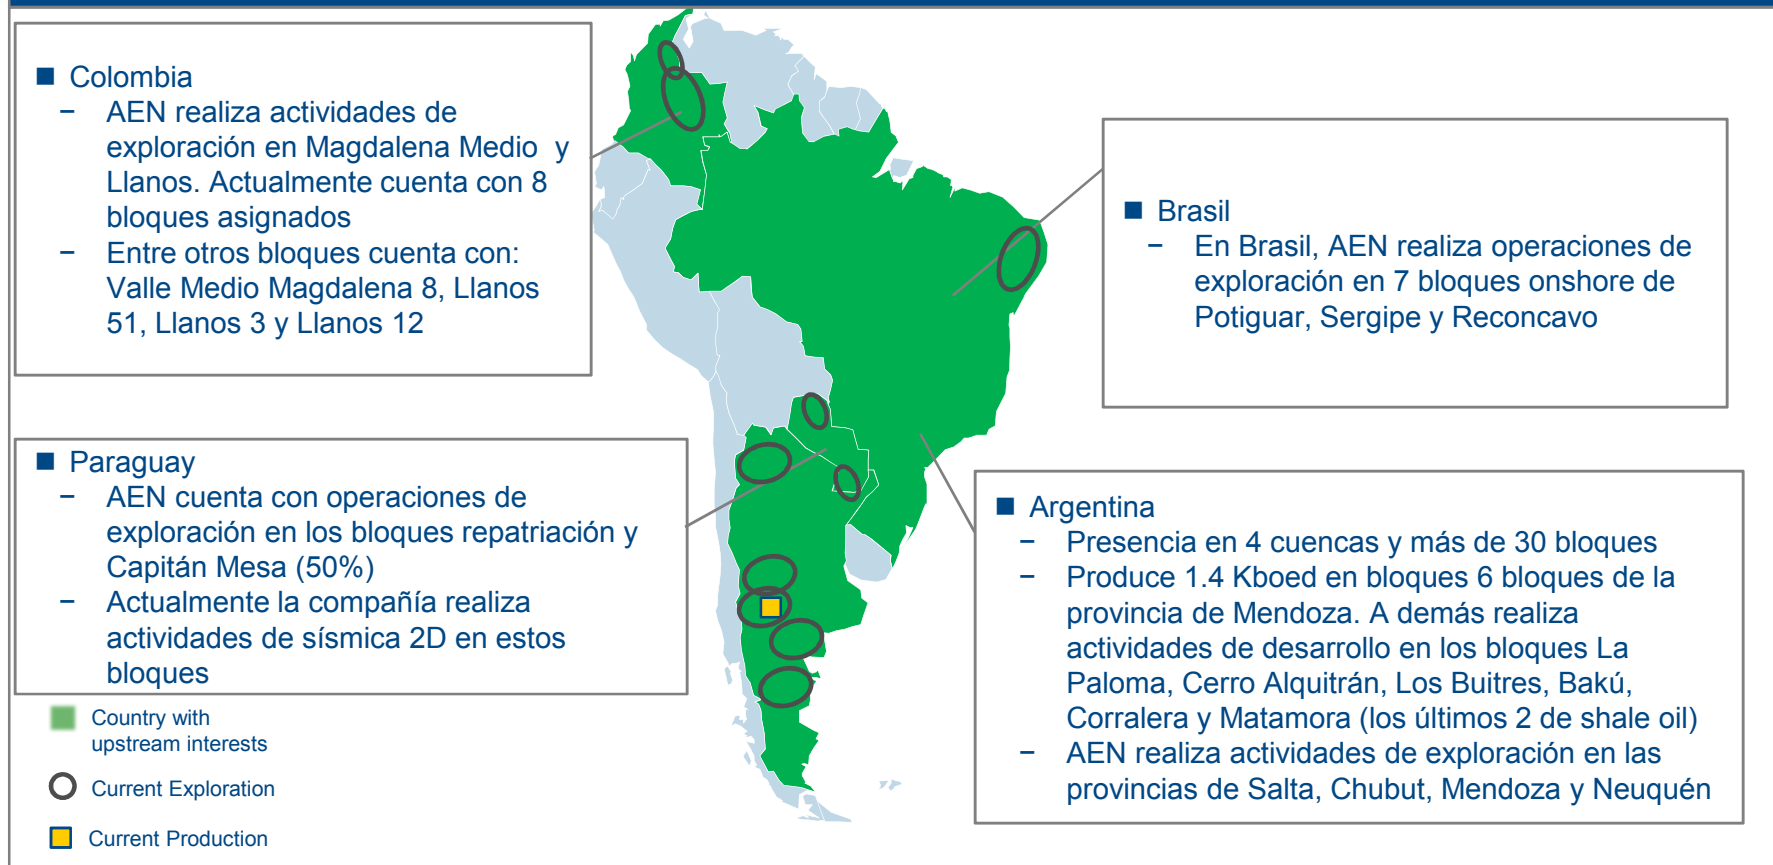 ■ Colombia
− AEN realiza actividades de
exploración en Magdalena Medio y
Llanos. Actualmente cuenta con 8
bloques asignados
− Entre otros bloques cuenta con:
Valle Medio Magdalena 8, Llanos
51, Llanos 3 y Llanos 12
■ Brasil
− En Brasil, AEN realiza operaciones de
exploración en 7 bloques onshore de
Potiguar, Sergipe y Reconcavo
■ Paraguay
− AEN cuenta con operaciones de
exploración en los bloques repatriación y
Capitán Mesa (50%)
− Actualmente la compañía realiza
actividades de sísmica 2D en estos
bloques
■ Argentina
− Presencia en 4 cuencas y más de 30 bloques
− Produce 1.4 Kboed en bloques 6 bloques de la
provincia de Mendoza. A demás realiza
actividades de desarrollo en los bloques La
Paloma, Cerro Alquitrán, Los Buitres, Bakú,
Corralera y Matamora (los últimos 2 de shale oil)
− AEN realiza actividades de exploración en las
provincias de Salta, Chubut, Mendoza y Neuquén
Country with
upstream interests
Current Exploration
Current Production